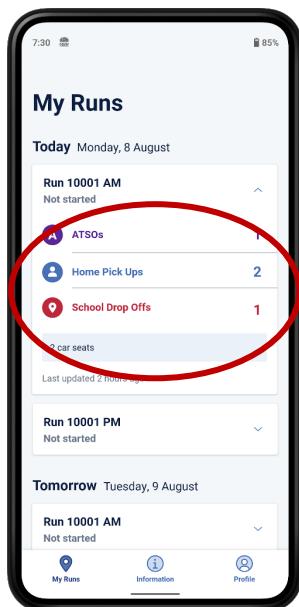 7:30 85%
My Runs
Today Monday, 8 August
Run 10001 AM
Not started
A ATSOs 1
Home Pick Ups 2
School Drop Offs 1
2 car seats
Last updated 2 hours ago
Run 10001 PM
Not started
Tomorrow Tuesday, 9 August
Run 10001 AM
Not started
My Runs Information Profile